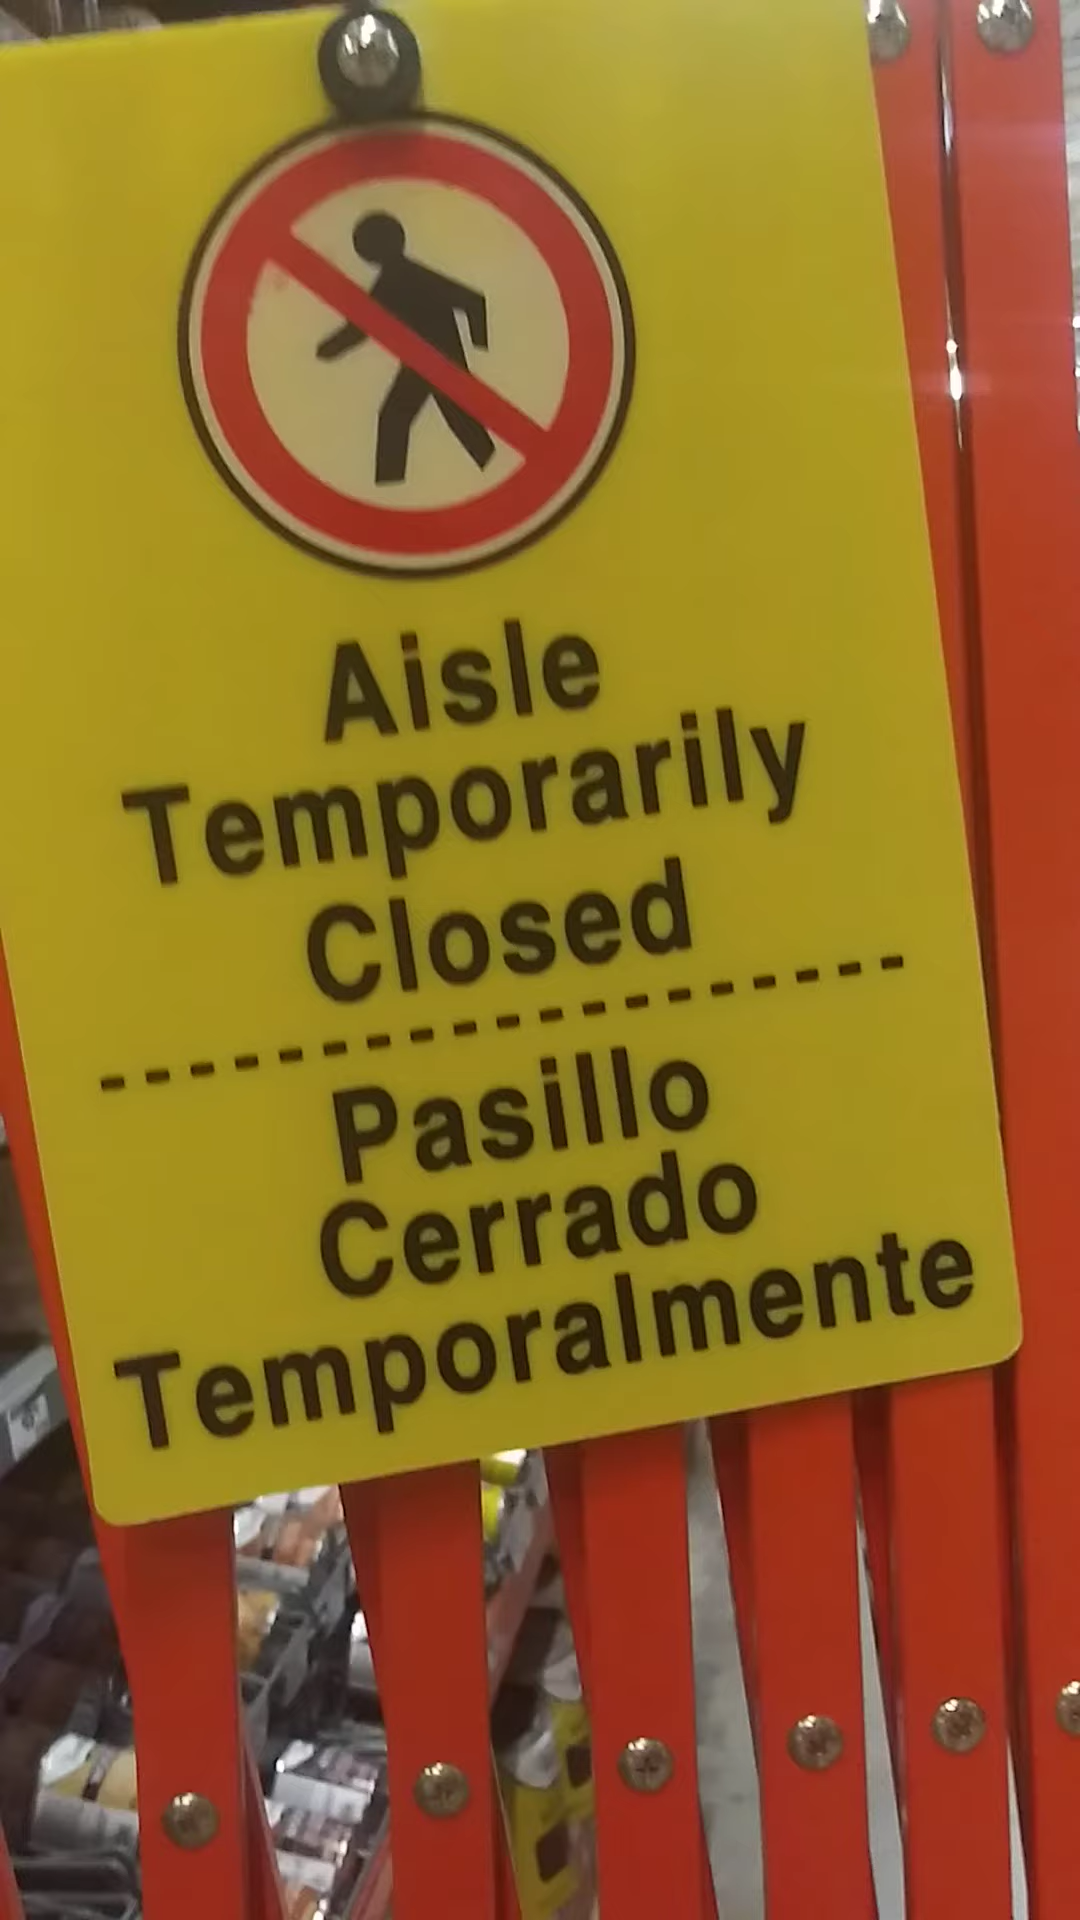 Aisle
Temporarily
Closed
Pasillo
Cerrado
Temporalmente